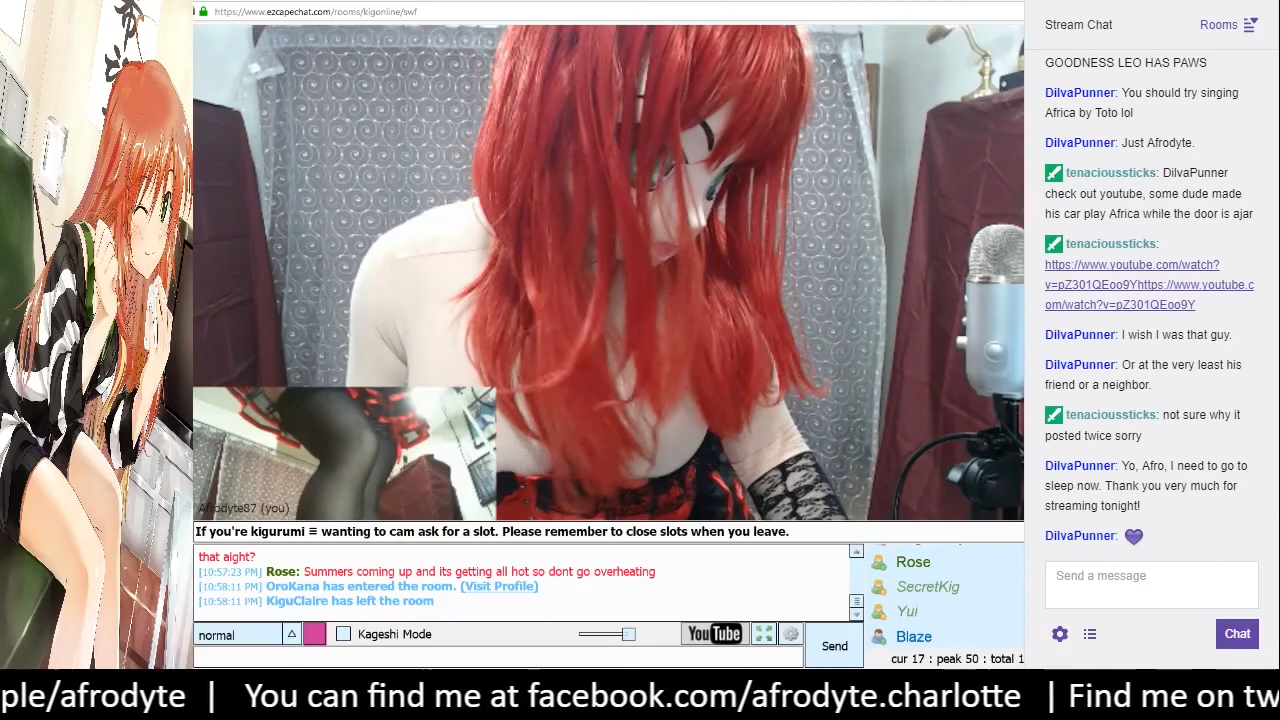 https://www.ezcapechat.com/rooms/kigonline/swf
Afrodyte87 (you)
If you're kigurumi ≡ wanting to cam ask for a slot. Please remember to close slots when you leave.
that aight?
[10:57:23 PM] Rose: Summers coming up and its getting all hot so dont go overheating
[10:58:11 PM] OroKana has entered the room. (Visit Profile)
[10:58:11 PM] KiguClaire has left the room
normal
Kageshi Mode
YouTube
Send
Rose
SecretKig
Yui
Blaze
cur 17 : peak 50 : total 1
Stream Chat
Rooms
GOODNESS LEO HAS PAWS
DilvaPunner: You should try singing
Africa by Toto lol
DilvaPunner: Just Afrodyte.
tenacioussticks: DilvaPunner
check out youtube, some dude made
his car play Africa while the door is ajar
tenacioussticks:
https://www.youtube.com/watch?
v=pZ301QEoo9Yhttps://www.youtube.c
om/watch?v=pZ301QEoo9Y
DilvaPunner: I wish I was that guy.
DilvaPunner: Or at the very least his
friend or a neighbor.
tenacioussticks: not sure why it
posted twice sorry
DilvaPunner: Yo, Afro, I need to go to
sleep now. Thank you very much for
streaming tonight!
DilvaPunner: 💜
Send a message
Chat
ple/afrodyte | You can find me at facebook.com/afrodyte.charlotte | Find me on tw